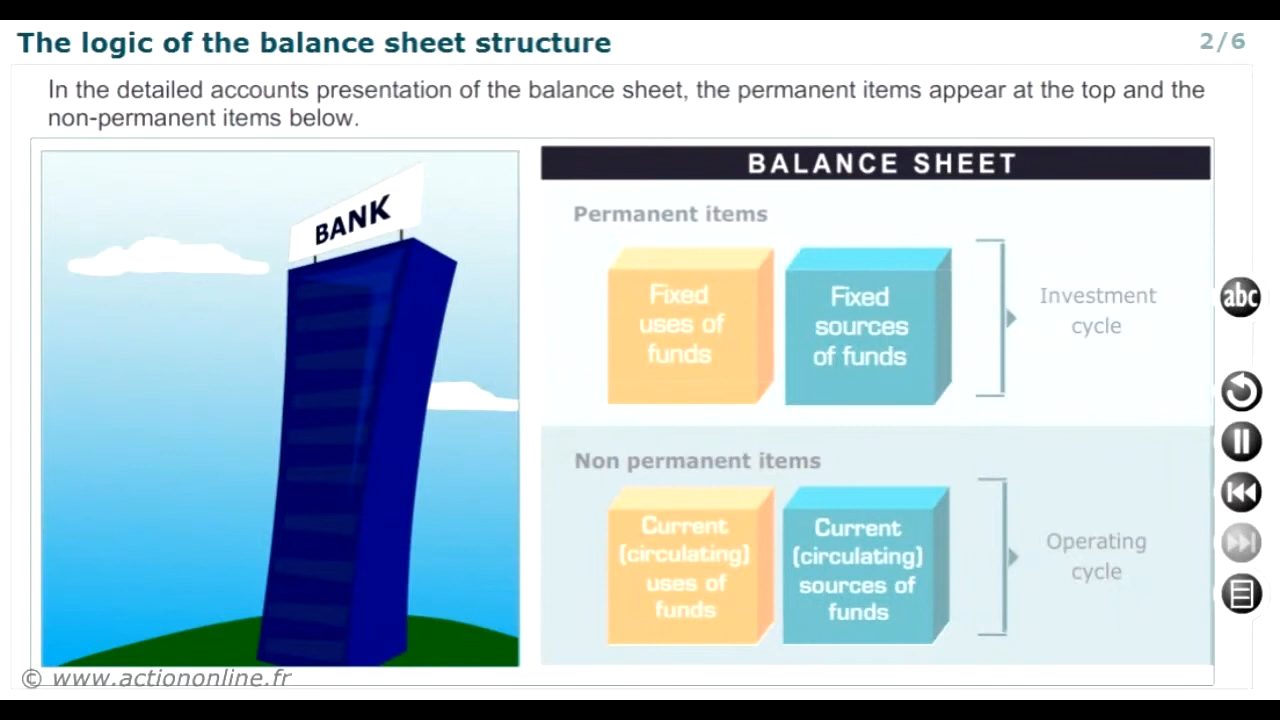 The logic of the balance sheet structure
2/6
In the detailed accounts presentation of the balance sheet, the permanent items appear at the top and the
non-permanent items below.
BANK
BALANCE SHEET
Permanent items
Fixed
uses of
funds
Fixed
sources
of funds
Investment
cycle
abc
Non permanent items
Current
(circulating)
uses of
funds
Current
(circulating)
sources of
funds
Operating
cycle
© www.actiononline.fr